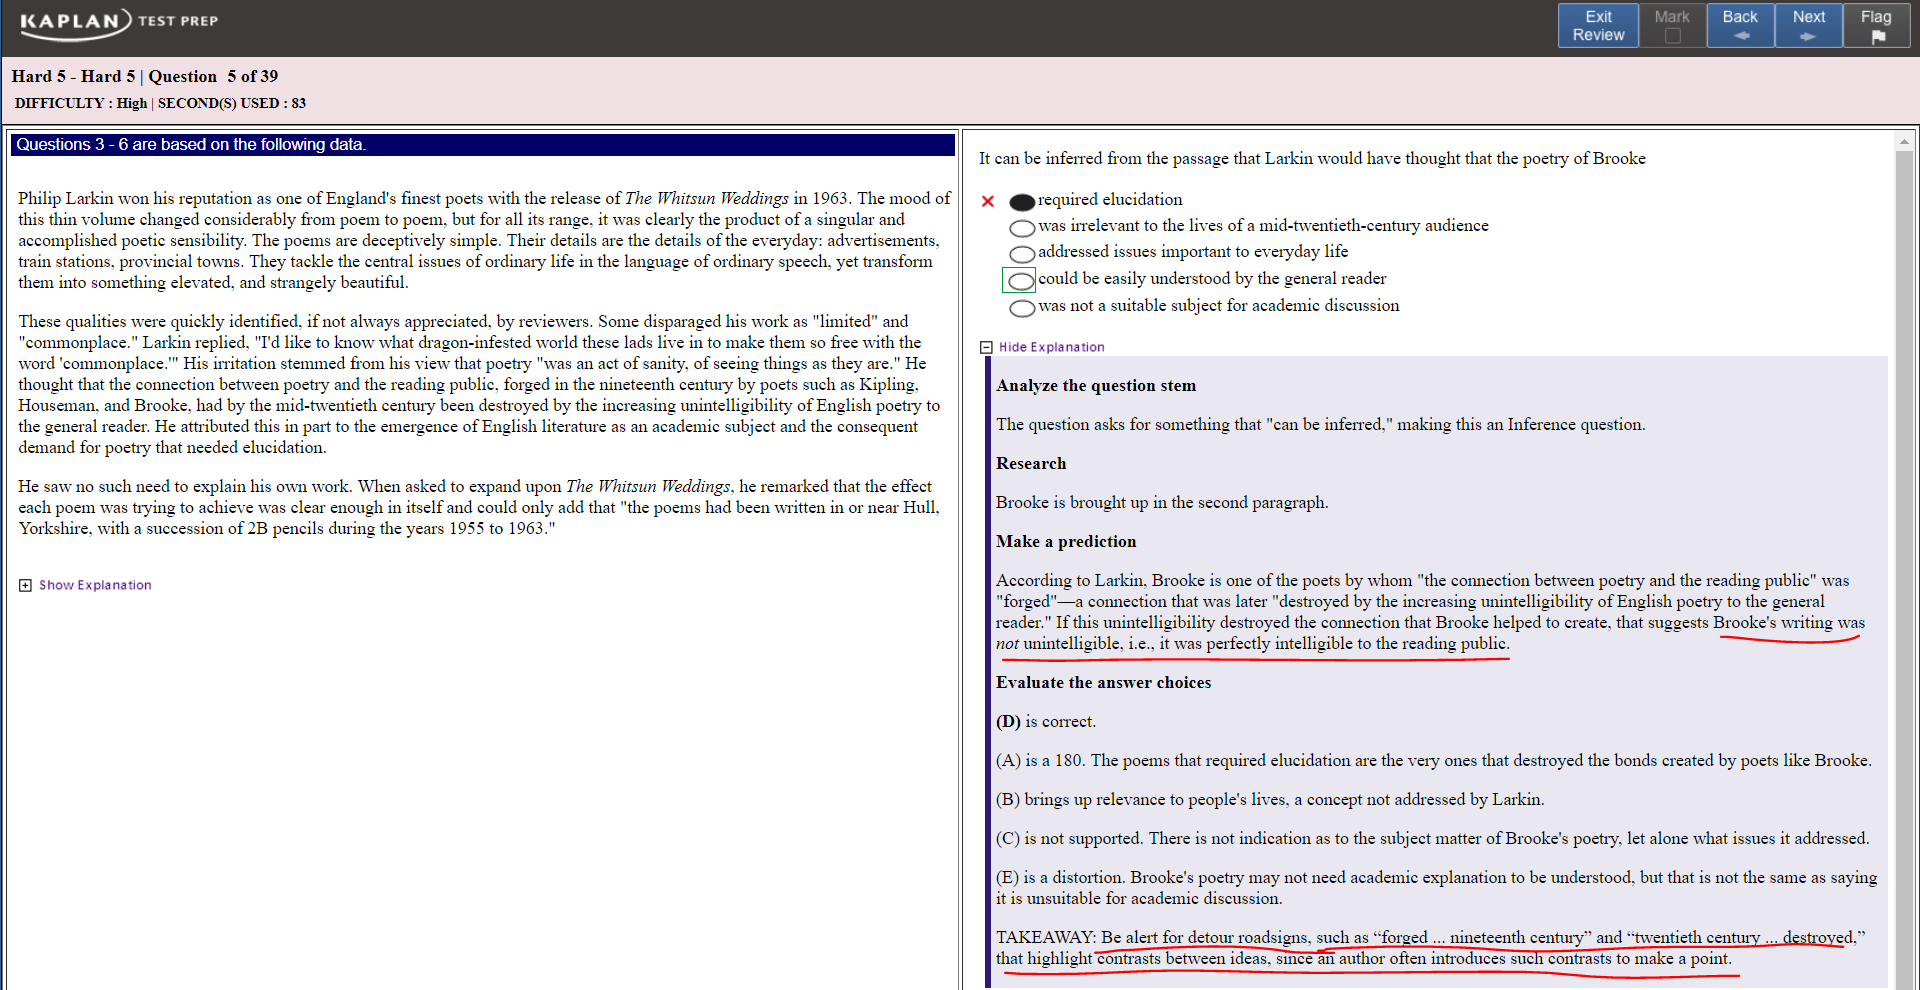 KAPLAN TEST PREP
Exit Review
Mark
Back
Next
Flag
Hard 5 - Hard 5 | Question 5 of 39
DIFFICULTY : High | SECOND(S) USED : 83
Questions 3 - 6 are based on the following data.
Philip Larkin won his reputation as one of England's finest poets with the release of The Whitsun Weddings in 1963. The mood of
this thin volume changed considerably from poem to poem, but for all its range, it was clearly the product of a singular and
accomplished poetic sensibility. The poems are deceptively simple. Their details are the details of the everyday: advertisements,
train stations, provincial towns. They tackle the central issues of ordinary life in the language of ordinary speech, yet transform
them into something elevated, and strangely beautiful.
These qualities were quickly identified, if not always appreciated, by reviewers. Some disparaged his work as "limited" and
"commonplace." Larkin replied, "I'd like to know what dragon-infested world these lads live in to make them so free with the
word 'commonplace.'" His irritation stemmed from his view that poetry "was an act of sanity, of seeing things as they are." He
thought that the connection between poetry and the reading public, forged in the nineteenth century by poets such as Kipling,
Houseman, and Brooke, had by the mid-twentieth century been destroyed by the increasing unintelligibility of English poetry to
the general reader. He attributed this in part to the emergence of English literature as an academic subject and the consequent
demand for poetry that needed elucidation.
He saw no such need to explain his own work. When asked to expand upon The Whitsun Weddings, he remarked that the effect
each poem was trying to achieve was clear enough in itself and could only add that "the poems had been written in or near Hull,
Yorkshire, with a succession of 2B pencils during the years 1955 to 1963."
Show Explanation
It can be inferred from the passage that Larkin would have thought that the poetry of Brooke
required elucidation
was irrelevant to the lives of a mid-twentieth-century audience
addressed issues important to everyday life
could be easily understood by the general reader
was not a suitable subject for academic discussion
Hide Explanation
Analyze the question stem
The question asks for something that "can be inferred," making this an Inference question.
Research
Brooke is brought up in the second paragraph.
Make a prediction
According to Larkin, Brooke is one of the poets by whom "the connection between poetry and the reading public" was
"forged"—a connection that was later "destroyed by the increasing unintelligibility of English poetry to the general
reader." If this unintelligibility destroyed the connection that Brooke helped to create, that suggests Brooke's writing was
not unintelligible, i.e., it was perfectly intelligible to the reading public.
Evaluate the answer choices
(D) is correct.
(A) is a 180. The poems that required elucidation are the very ones that destroyed the bonds created by poets like Brooke.
(B) brings up relevance to people's lives, a concept not addressed by Larkin.
(C) is not supported. There is not indication as to the subject matter of Brooke's poetry, let alone what issues it addressed.
(E) is a distortion. Brooke's poetry may not need academic explanation to be understood, but that is not the same as saying
it is unsuitable for academic discussion.
TAKEAWAY: Be alert for detour roadsigns, such as “forged ... nineteenth century” and “twentieth century ... destroyed,”
that highlight contrasts between ideas, since an author often introduces such contrasts to make a point.